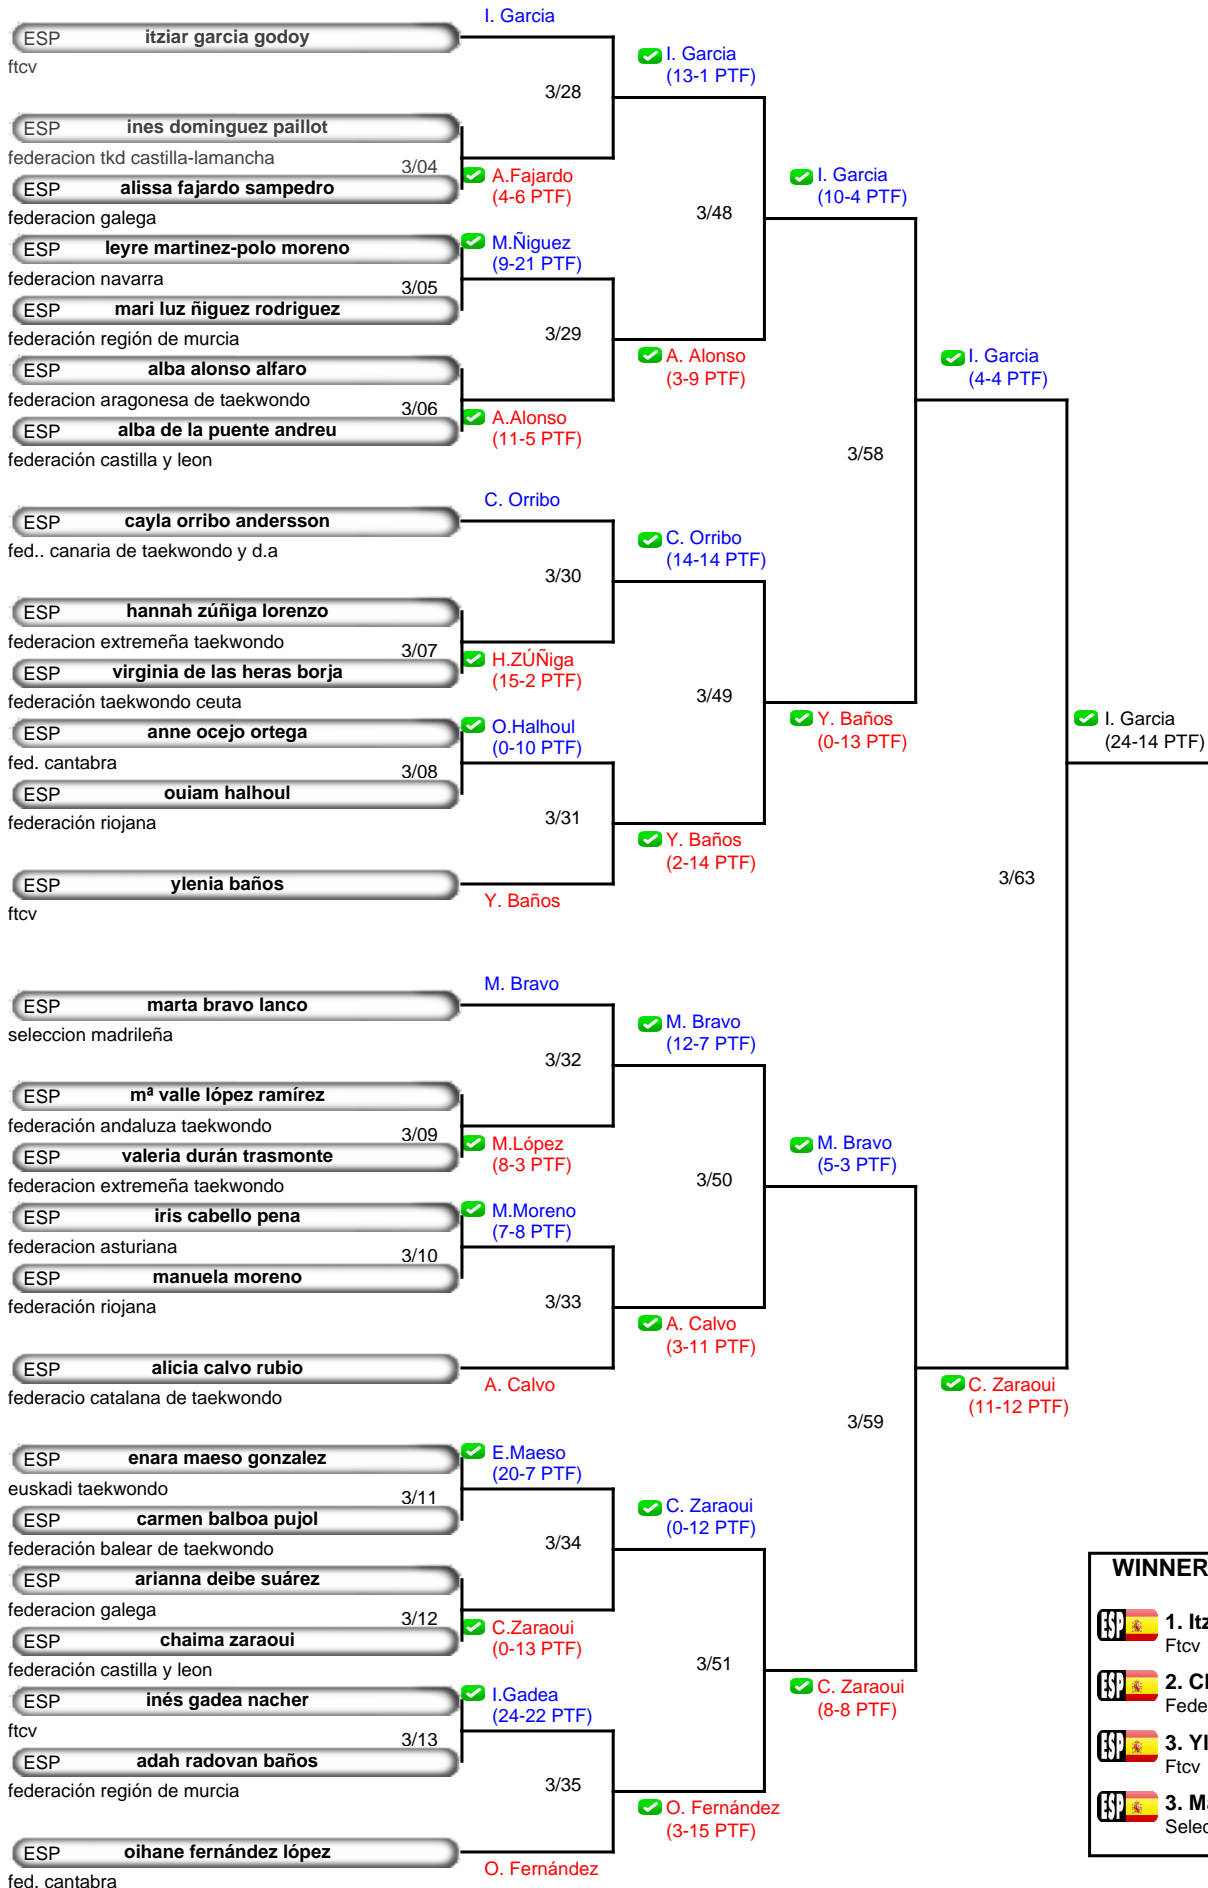 I. Garcia
ESP itziar garcia godoy
ftcv
I. Garcia
(13-1 PTF)
3/28
ESP ines dominguez paillot
federacion tkd castilla-lamancha
3/04
A.Fajardo
(4-6 PTF)
ESP alissa fajardo sampedro
federacion galega
I. Garcia
(10-4 PTF)
3/48
ESP leyre martinez-polo moreno
federacion navarra
M.Ñiguez
(9-21 PTF)
3/05
ESP mari luz ñiguez rodriguez
federación región de murcia
3/29
A. Alonso
(3-9 PTF)
ESP alba alonso alfaro
federacion aragonesa de taekwondo
3/06
A.Alonso
(11-5 PTF)
ESP alba de la puente andreu
federación castilla y leon
I. Garcia
(4-4 PTF)
3/58
C. Orribo
ESP cayla orribo andersson
fed.. canaria de taekwondo y d.a
C. Orribo
(14-14 PTF)
3/30
ESP hannah zúñiga lorenzo
federacion extremeña taekwondo
3/07
H.ZÚÑiga
(15-2 PTF)
ESP virginia de las heras borja
federación taekwondo ceuta
3/49
Y. Baños
(0-13 PTF)
I. Garcia
(24-14 PTF)
ESP anne ocejo ortega
fed. cantabra
O.Halhoul
(0-10 PTF)
3/08
ESP ouiam halhoul
federación riojana
3/31
Y. Baños
(2-14 PTF)
ESP ylenia baños
ftcv
Y. Baños
3/63
M. Bravo
ESP marta bravo lanco
seleccion madrileña
M. Bravo
(12-7 PTF)
3/32
ESP mª valle lópez ramírez
federación andaluza taekwondo
3/09
M.López
(8-3 PTF)
ESP valeria durán trasmonte
federacion extremeña taekwondo
M. Bravo
(5-3 PTF)
3/50
ESP iris cabello pena
federacion asturiana
M.Moreno
(7-8 PTF)
3/10
ESP manuela moreno
federación riojana
3/33
A. Calvo
(3-11 PTF)
ESP alicia calvo rubio
federacio catalana de taekwondo
A. Calvo
C. Zaraoui
(11-12 PTF)
3/59
ESP enara maeso gonzalez
euskadi taekwondo
E.Maeso
(20-7 PTF)
3/11
ESP carmen balboa pujol
federación balear de taekwondo
C. Zaraoui
(0-12 PTF)
3/34
ESP arianna deibe suárez
federacion galega
3/12
C.Zaraoui
(0-13 PTF)
ESP chaima zaraoui
federación castilla y leon
3/51
C. Zaraoui
(8-8 PTF)
ESP inés gadea nacher
ftcv
I.Gadea
(24-22 PTF)
3/13
ESP adah radovan baños
federación región de murcia
3/35
O. Fernández
(3-15 PTF)
ESP oihane fernández lópez
fed. cantabra
O. Fernández
WINNER
ESP 1. Itz
Ftcv
ESP 2. Cl
Fede
ESP 3. Yl
Ftcv
ESP 3. Ma
Selec